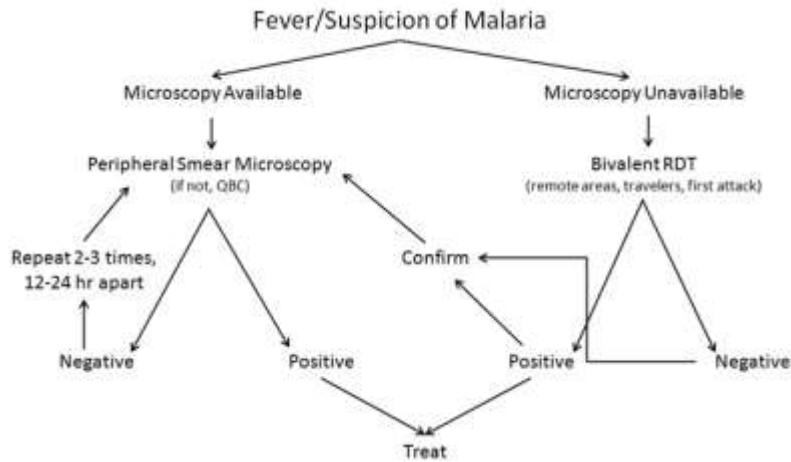 Fever/Suspicion of Malaria
Microscopy Available
Microscopy Unavailable
Peripheral Smear Microscopy
(if not, QBC)
Bivalent RDT
(remote areas, travelers, first attack)
Repeat 2-3 times,
12-24 hr apart
Confirm
Negative
Positive
Positive
Negative
Treat